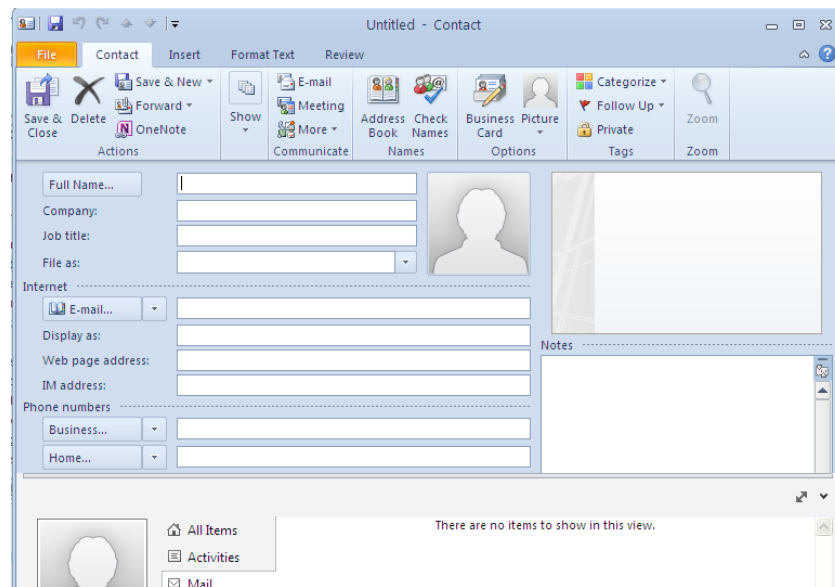 Untitled - Contact
File Contact Insert Format Text Review
Save & Close
Delete
Save & New
Forward
OneNote
Actions
Show
E-mail
Meeting
More
Communicate
Address Book
Check Names
Names
Business Card
Picture
Options
Categorize
Follow Up
Private
Tags
Zoom
Zoom
Full Name...
Company:
Job title:
File as:
Internet
E-mail...
Display as:
Web page address:
IM address:
Phone numbers
Business...
Home...
Notes
All Items
Activities
Mail
There are no items to show in this view.